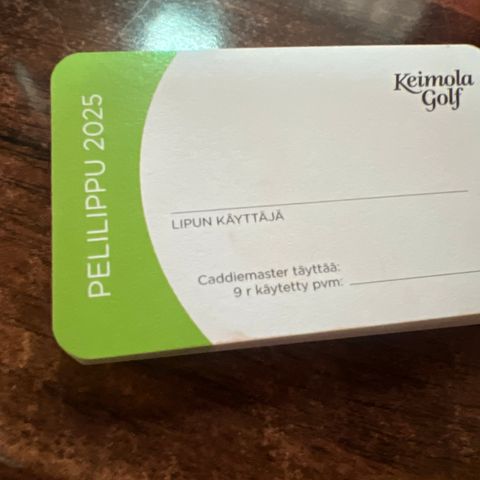 PELILIPPU 2025
Keimola
Golf
LIPUN KÄYTTÄJÄ
Caddiemaster täyttää:
9 r käytetty pvm: